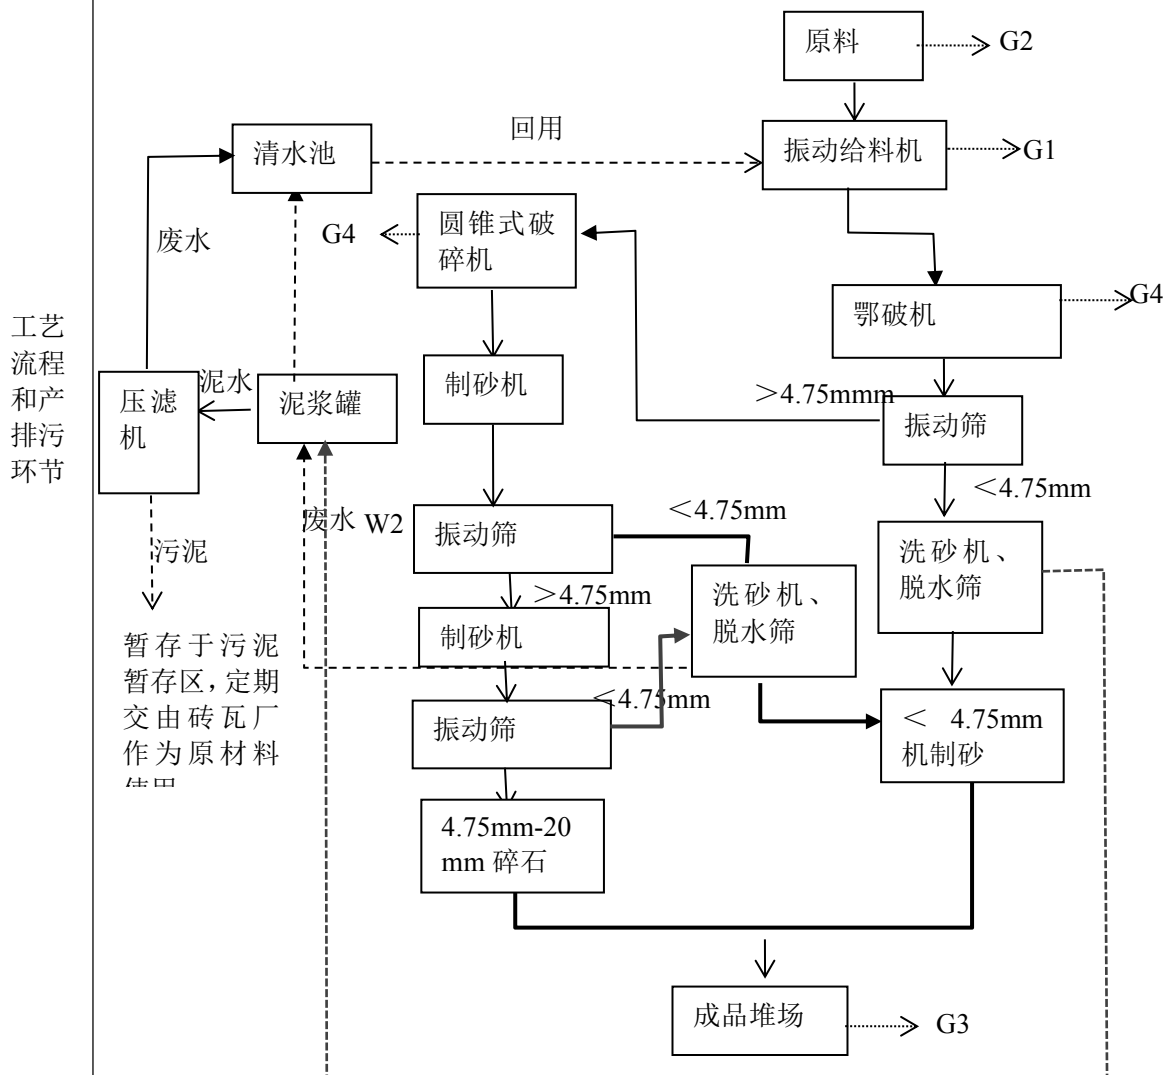 工艺
流程
和产
排污
环节
原料
G2
回用
清水池
振动给料机
G1
废水
G4
圆锥式破
碎机
鄂破机
G4
泥水
压滤
机
泥浆罐
制砂机
＞4.75mmm
振动筛
＜4.75mm
废水 W2
振动筛
＜4.75mm
洗砂机、
脱水筛
污泥
＞4.75mm
洗砂机、
脱水筛
制砂机
暂存于污泥
暂存区，定期
交由砖瓦厂
作为原材料
＜4.75mm
振动筛
＜ 4.75mm
机制砂
4.75mm-20
mm 碎石
成品堆场
G3